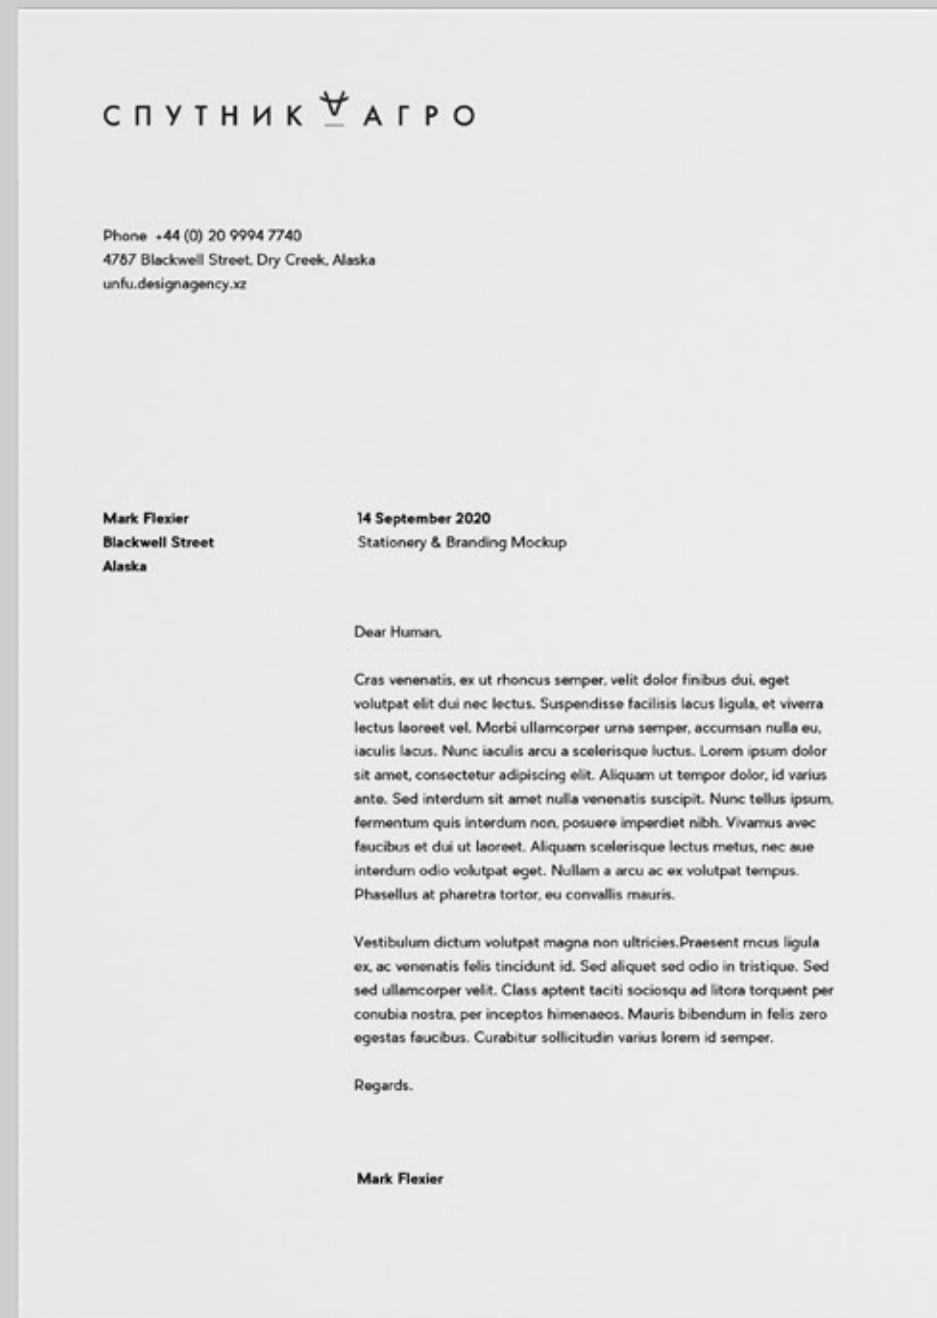 СПУТНИК АГРО
Phone +44 (0) 20 9994 7740
4787 Blackwell Street, Dry Creek, Alaska
unfu.designagency.xz
Mark Flexier
Blackwell Street
Alaska
14 September 2020
Stationery & Branding Mockup
Dear Human,
Cras venenatis, ex ut rhoncus semper, velit dolor finibus dui, eget
volutpat elit dui nec lectus. Suspendisse facilisis lacus ligula, et viverra
lectus laoreet vel. Morbi ullamcorper urna semper, accumsan nulla eu,
iaculis lacus. Nunc iaculis arcu a scelerisque luctus. Lorem ipsum dolor
sit amet, consectetur adipiscing elit. Aliquam ut tempor dolor, id varius
ante. Sed interdum sit amet nulla venenatis suscipit. Nunc tellus ipsum,
fermentum quis interdum non, posuere imperdiet nibh. Vivamus avec
faucibus et dui ut laoreet. Aliquam scelerisque lectus metus, nec aue
interdum odio volutpat eget. Nullam a arcu ac ex volutpat tempus.
Phasellus at pharetra tortor, eu convallis mauris.
Vestibulum dictum volutpat magna non ultricies.Praesent mcus ligula
ex, ac venenatis felis tincidunt id. Sed aliquet sed odio in tristique. Sed
sed ullamcorper velit. Class aptent taciti sociosqu ad litora torquent per
conubia nostra, per inceptos himenaeos. Mauris bibendum in felis zero
egestas faucibus. Curabitur sollicitudin varius lorem id semper.
Regards.
Mark Flexier